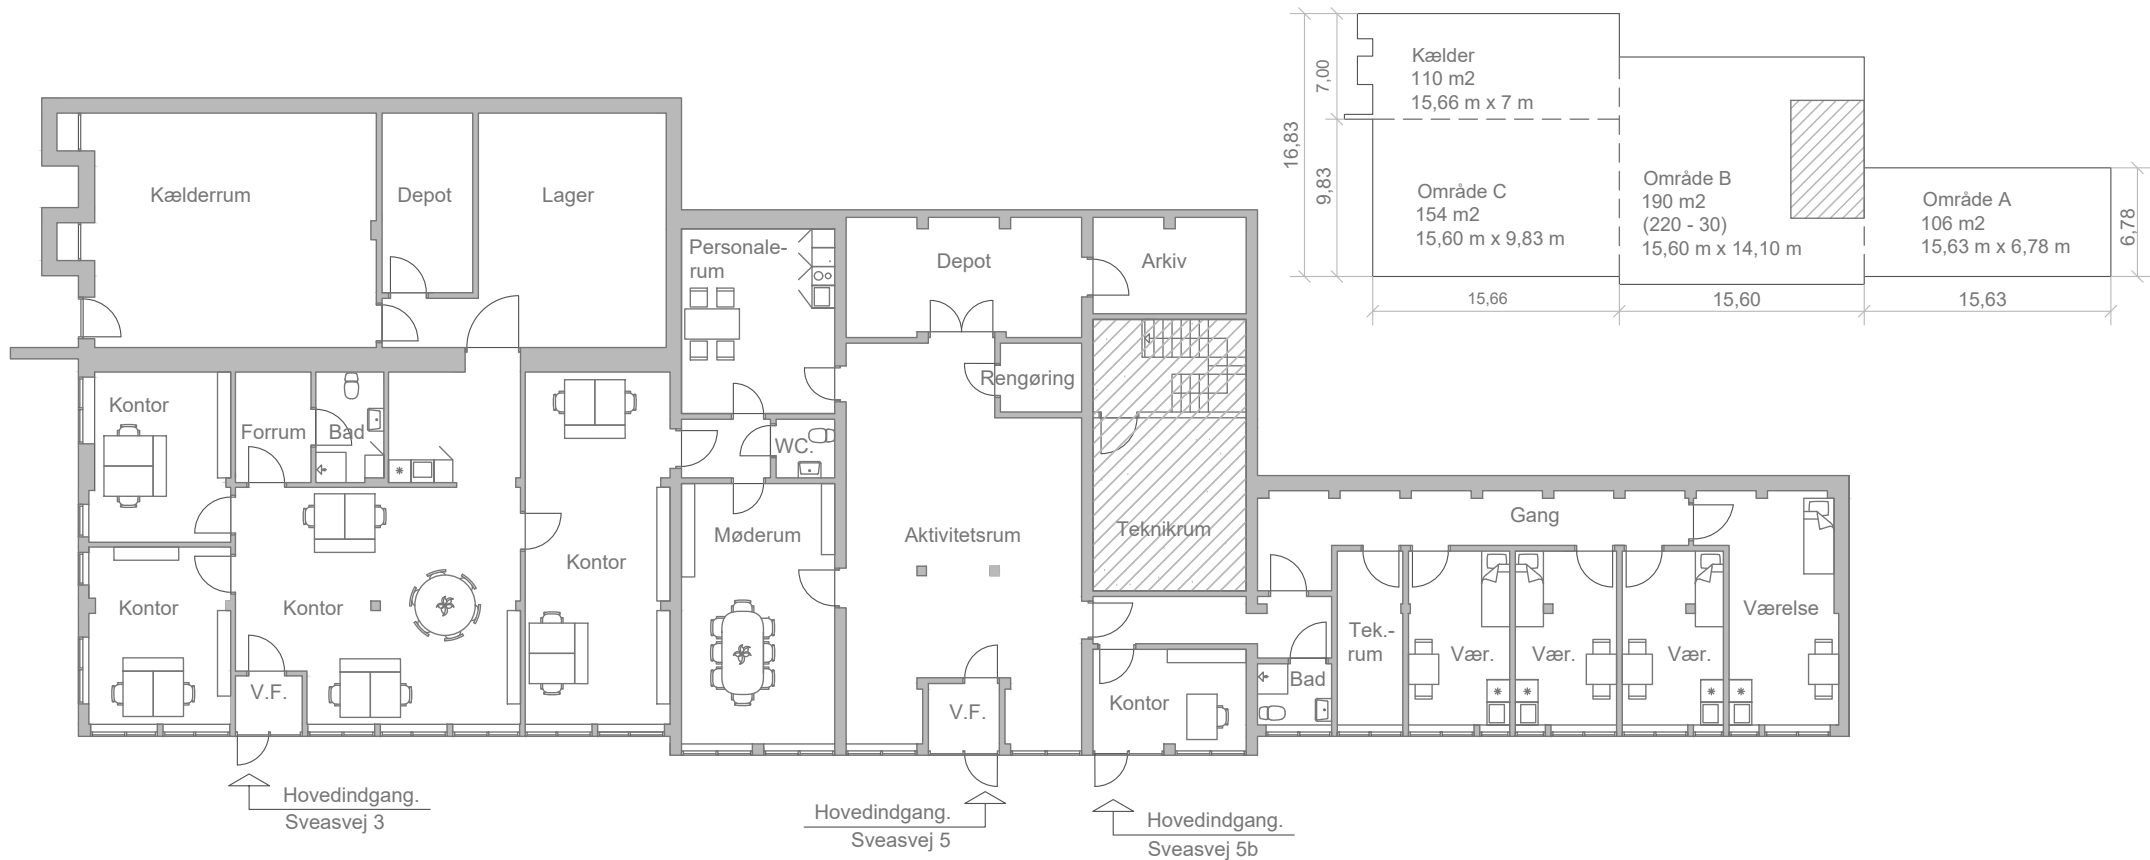 Kælder
110 m2
15,66 m x 7 m
7,00
16,83
9,83
Område C
154 m2
15,60 m x 9,83 m
Område B
190 m2
(220 - 30)
15,60 m x 14,10 m
Område A
106 m2
15,63 m x 6,78 m
6,78
15,66
15,60
15,63
Kælderrum
Depot
Lager
Personale-
rum
Depot
Arkiv
Rengøring
Kontor
Forrum
Bad
WC.
Teknikrum
Gang
Møderum
Aktivitetsrum
Kontor
Kontor
Kontor
Værelse
Tek.-
rum
Vær.
Vær.
Vær.
V.F.
V.F.
Kontor
Bad
Hovedindgang.
Sveasvej 3
Hovedindgang.
Sveasvej 5
Hovedindgang.
Sveasvej 5b